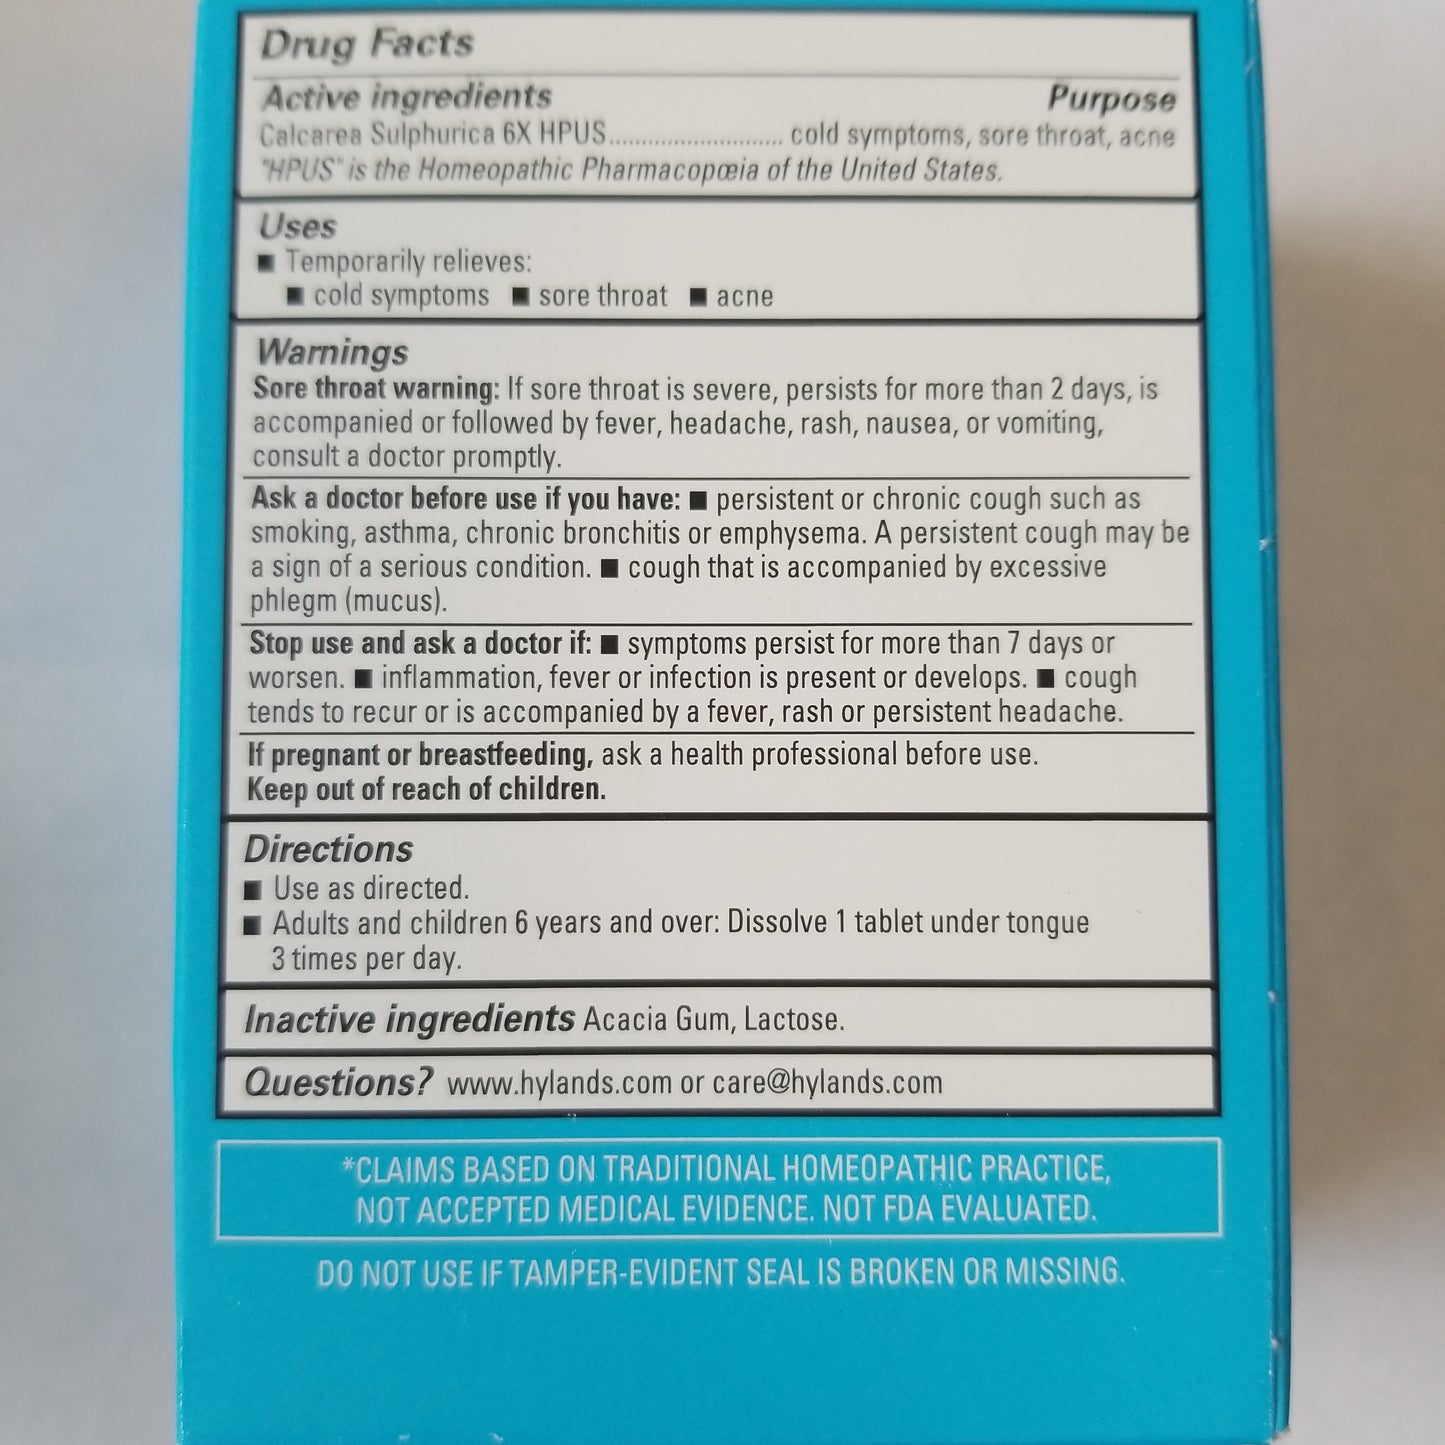 Drug Facts
Active ingredients Purpose
Calcarea Sulphurica 6X HPUS........................... cold symptoms, sore throat, acne
"HPUS" is the Homeopathic Pharmacopœia of the United States.
Uses
■ Temporarily relieves:
■ cold symptoms ■ sore throat ■ acne
Warnings
Sore throat warning: If sore throat is severe, persists for more than 2 days, is
accompanied or followed by fever, headache, rash, nausea, or vomiting,
consult a doctor promptly.
Ask a doctor before use if you have: ■ persistent or chronic cough such as
smoking, asthma, chronic bronchitis or emphysema. A persistent cough may be
a sign of a serious condition. ■ cough that is accompanied by excessive
phlegm (mucus).
Stop use and ask a doctor if: ■ symptoms persist for more than 7 days or
worsen. ■ inflammation, fever or infection is present or develops. ■ cough
tends to recur or is accompanied by a fever, rash or persistent headache.
If pregnant or breastfeeding, ask a health professional before use.
Keep out of reach of children.
Directions
■ Use as directed.
■ Adults and children 6 years and over: Dissolve 1 tablet under tongue
3 times per day.
Inactive ingredients Acacia Gum, Lactose.
Questions? www.hylands.com or care@hylands.com
*CLAIMS BASED ON TRADITIONAL HOMEOPATHIC PRACTICE,
NOT ACCEPTED MEDICAL EVIDENCE. NOT FDA EVALUATED.
DO NOT USE IF TAMPER-EVIDENT SEAL IS BROKEN OR MISSING.